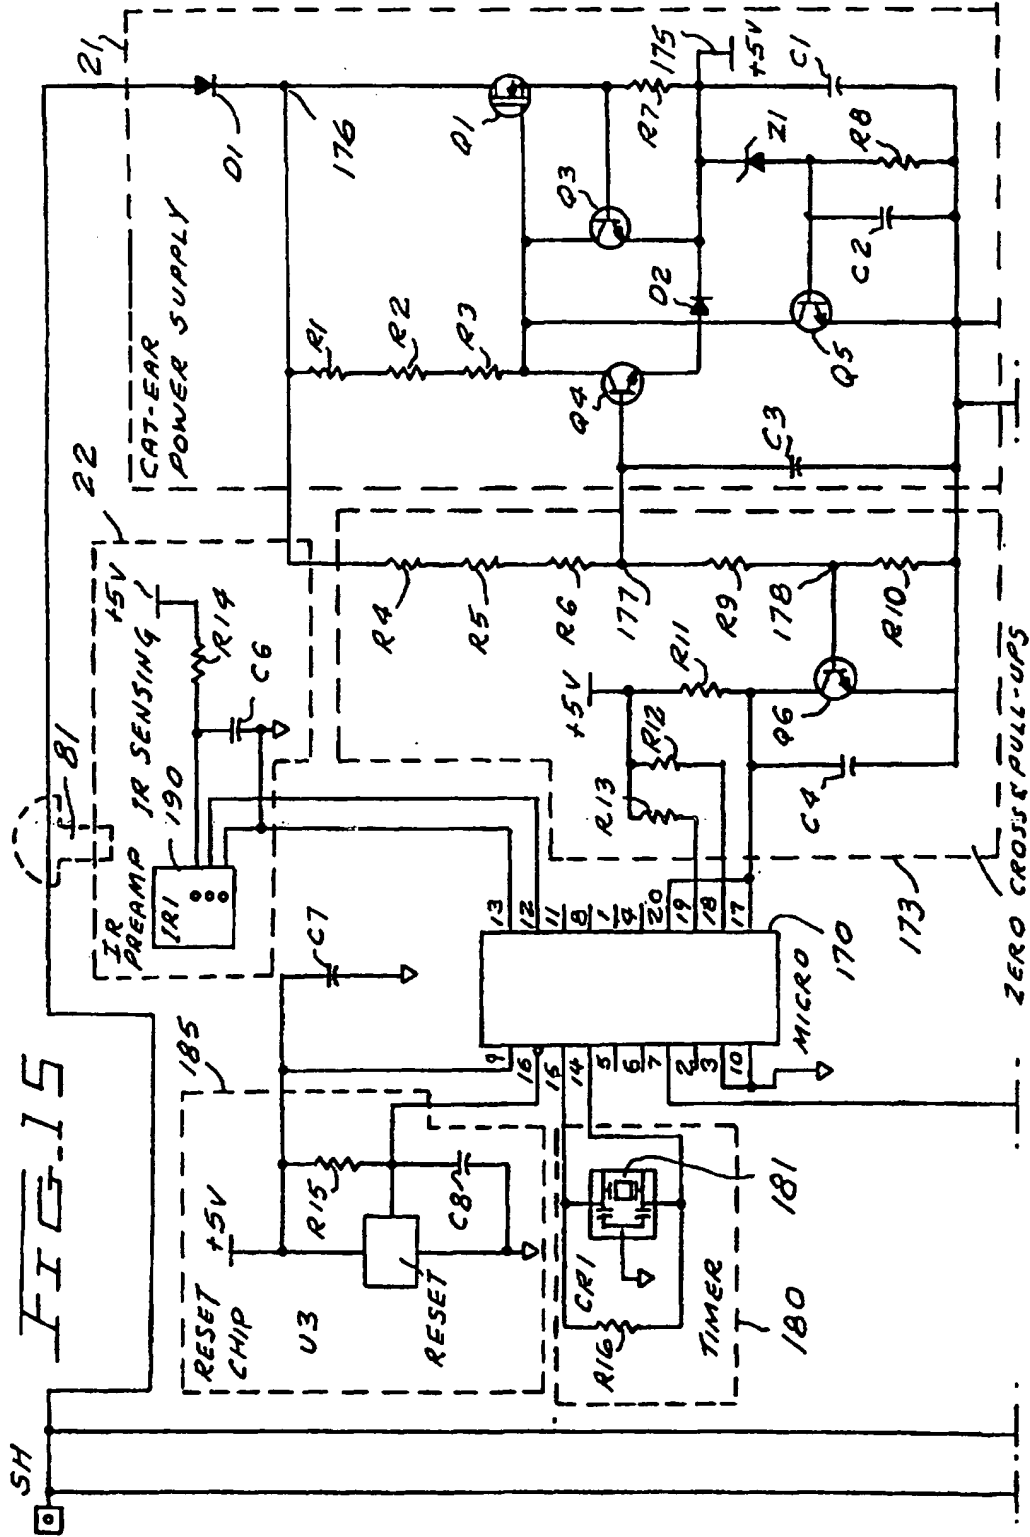 FIG. 15
SH
81
22
21
CAT-EAR
POWER SUPPLY
D1
176
R1
R2
R3
Q1
Q3
R7
175
+5V
C1
D2
Z1
R8
C2
Q5
Q4
C3
IR
PREAMP
IR SENSING
+5V
190
IR1
R14
C6
R4
R5
R6
177
R9
178
R10
+5V
R11
R12
R13
Q6
C4
173
ZERO CROSS & PULL-UPS
185
RESET
CHIP
+5V
U3
R15
C8
RESET
C7
13
12
11
8
1
4
20
19
18
17
9
16
15
14
5
6
7
2
3
10
MICRO
170
CR1
R16
181
TIMER
180